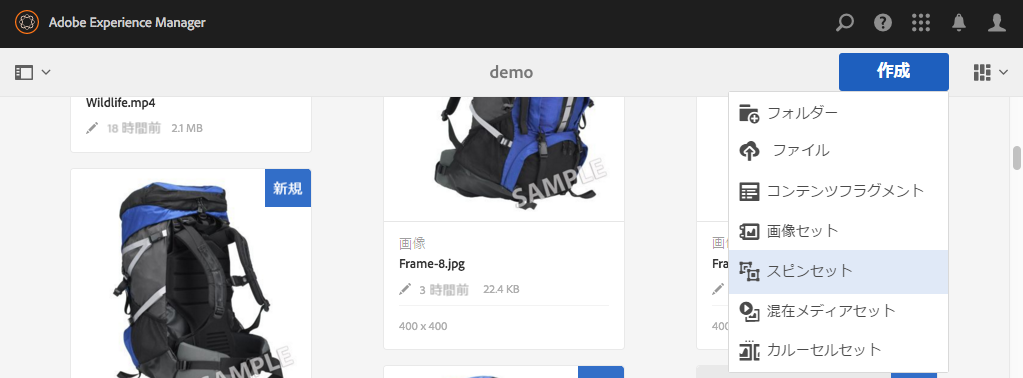 Adobe Experience Manager
demo
作成
Wildlife.mp4
18 時間前 2.1 MB
新規
SAMPLE
画像
Frame-8.jpg
3 時間前 22.4 KB
400 x 400
SAMPLE
フォルダー
ファイル
コンテンツフラグメント
画像セット
スピンセット
混在メディアセット
カルーセルセット